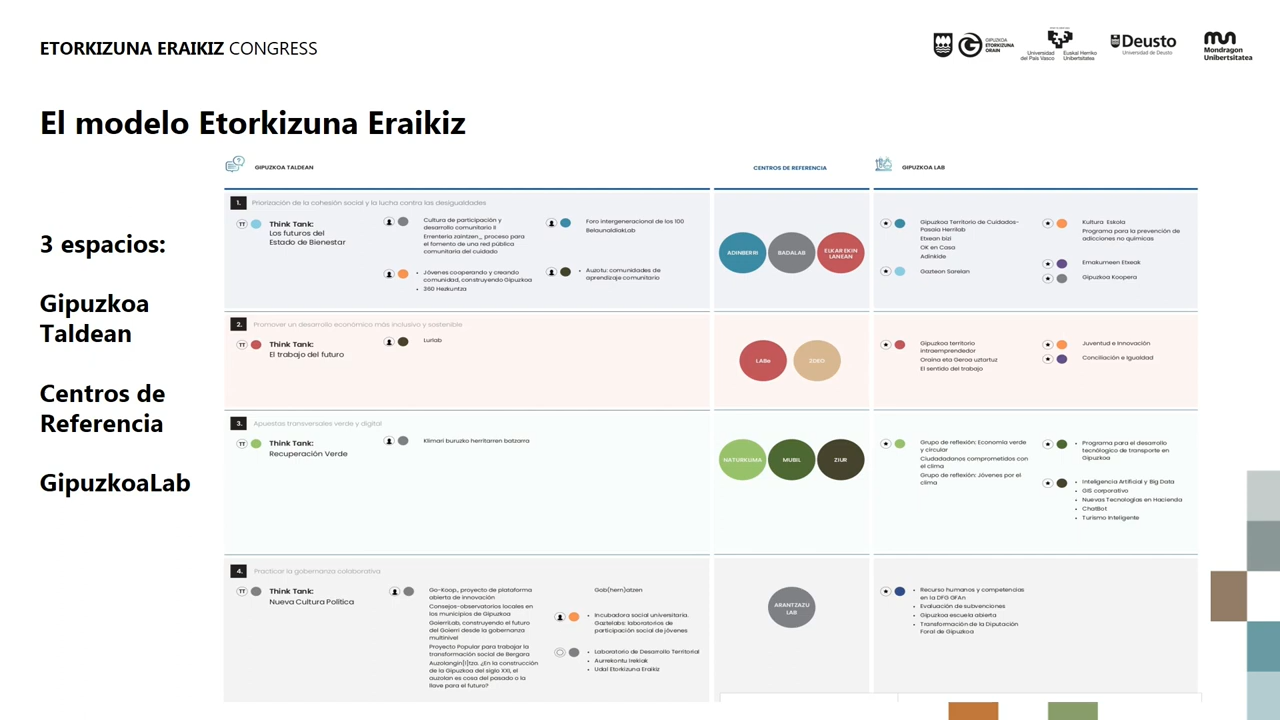 ETORKIZUNA ERAIKIZ CONGRESS
GIPUZKOA
ETORKIZUNA
ORAIN
Universidad
del País Vasco
Euskal Herriko
Unibertsitatea
Deusto
Universidad de Deusto
Mondragon
Unibertsitatea
El modelo Etorkizuna Eraikiz
3 espacios:
Gipuzkoa
Taldean
Centros de
Referencia
GipuzkoaLab
GIPUZKOA TALDEAN
CENTROS DE REFERENCIA
GIPUZKOA LAB
1.
Priorización de la cohesión social y la lucha contra las desigualdades
TT
Think Tank:
Los futuros del
Estado de Bienestar
Cultura de participación y
desarrollo comunitario II
Errenteria zaintzen_ proceso para
el fomento de una red pública
comunitaria del cuidado
Jóvenes cooperando y creando
comunidad, construyendo Gipuzkoa
360 Hezkuntza
Foro intergeneracional de los 100
BelaunaldiakLab
Auzotu: comunidades de
aprendizaje comunitario
ADINBERRI
BADALAB
ELKAR EKIN
LANEAN
Gipuzkoa Territorio de Cuidados-
Pasaia Herrilab
Etxean bizi
OK en Casa
Adinkide
Gazteon Sarelan
Kultura Eskola
Programa para la prevención de
adicciones no químicas
Emakumeen Etxeak
Gipuzkoa Koopera
2.
Promover un desarrollo económico más inclusivo y sostenible
TT
Think Tank:
El trabajo del futuro
Lurlab
LABe
ZOKO
Gipuzkoa territorio
intraemprendedor
Oraina eta Geroa uztartuz
El sentido del trabajo
Juventud e Innovación
Conciliación e Igualdad
3.
Apuestas transversales verde y digital
TT
Think Tank:
Recuperación Verde
Klimari buruzko herritarren batzarra
NATURKLIMA
MUBIL
ZIUR
Grupo de reflexión: Economía verde
y circular
Ciudadadanos comprometidos con
el clima
Grupo de reflexión: Jóvenes por el
clima
Programa para el desarrollo
tecnológico de transporte en
Gipuzkoa
Inteligencia Artificial y Big Data
GIS corporativo
Nuevas Tecnologías en Hacienda
ChatBot
Turismo Inteligente
4.
Practicar la gobernanza colaborativa
TT
Think Tank:
Nueva Cultura Política
Go-Koop, proyecto de plataforma
abierta de innovación
Consejos-observatorios locales en
los municipios de Gipuzkoa
GoierriLab, construyendo el futuro
del Goierri desde la gobernanza
multinivel
Proyecto Popular para trabajar la
transformación social de Bergara
Auzolangin[I]tza. ¿En la construcción
de la Gipuzkoa del siglo XXI, el
auzolan es cosa del pasado o la
llave para el futuro?
Gob(herri)atzen
Incubadora social universitaria.
Gaztelabs: laboratorios de
participación social de jóvenes
Laboratorio de Desarrollo Territorial
Aurrekontu Irekiak
Udal Etorkizuna Eraikiz
ARANTZAZU
LAB
Recurso humanos y competencias
en la DFG GFAn
Evaluación de subvenciones
Gipuzkoa escuela abierta
Transformación de la Diputación
Foral de Gipuzkoa